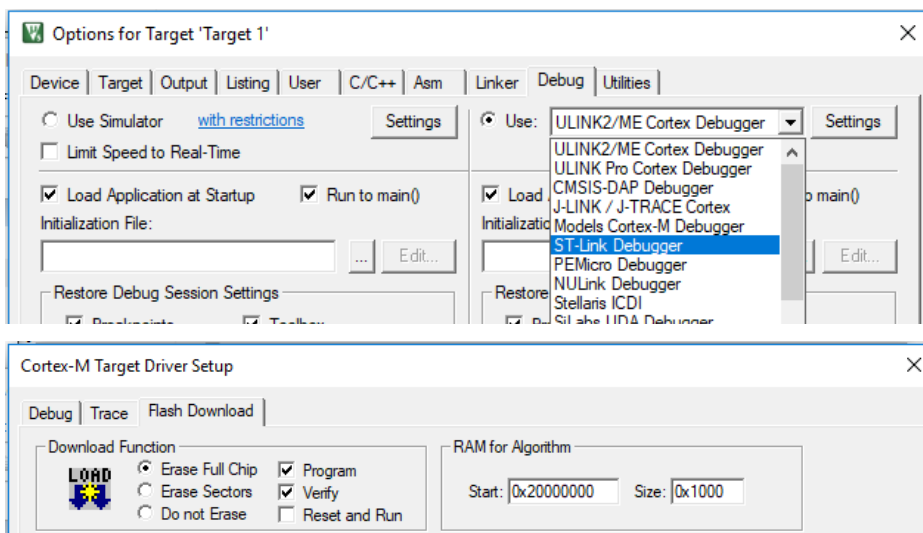 Options for Target 'Target 1'
Device Target Output Listing User C/C++ Asm Linker Debug Utilities
Use Simulator with restrictions Settings Use: ULINK2/ME Cortex Debugger Settings
Limit Speed to Real-Time
ULINK2/ME Cortex Debugger
ULINK Pro Cortex Debugger
CMSIS-DAP Debugger
J-LINK / J-TRACE Cortex
Models Cortex-M Debugger
ST-Link Debugger
PEMicro Debugger
NULink Debugger
Stellaris ICDI
SiLabs UDA Debugger
Load Application at Startup Run to main() Load main()
Initialization File:
... Edit... Edit...
Restore Debug Session Settings Restore
Breakpoints Toolbox
Cortex-M Target Driver Setup
Debug Trace Flash Download
Download Function RAM for Algorithm
LOAD Erase Full Chip Program
Erase Sectors Verify Start: 0x20000000 Size: 0x1000
Do not Erase Reset and Run